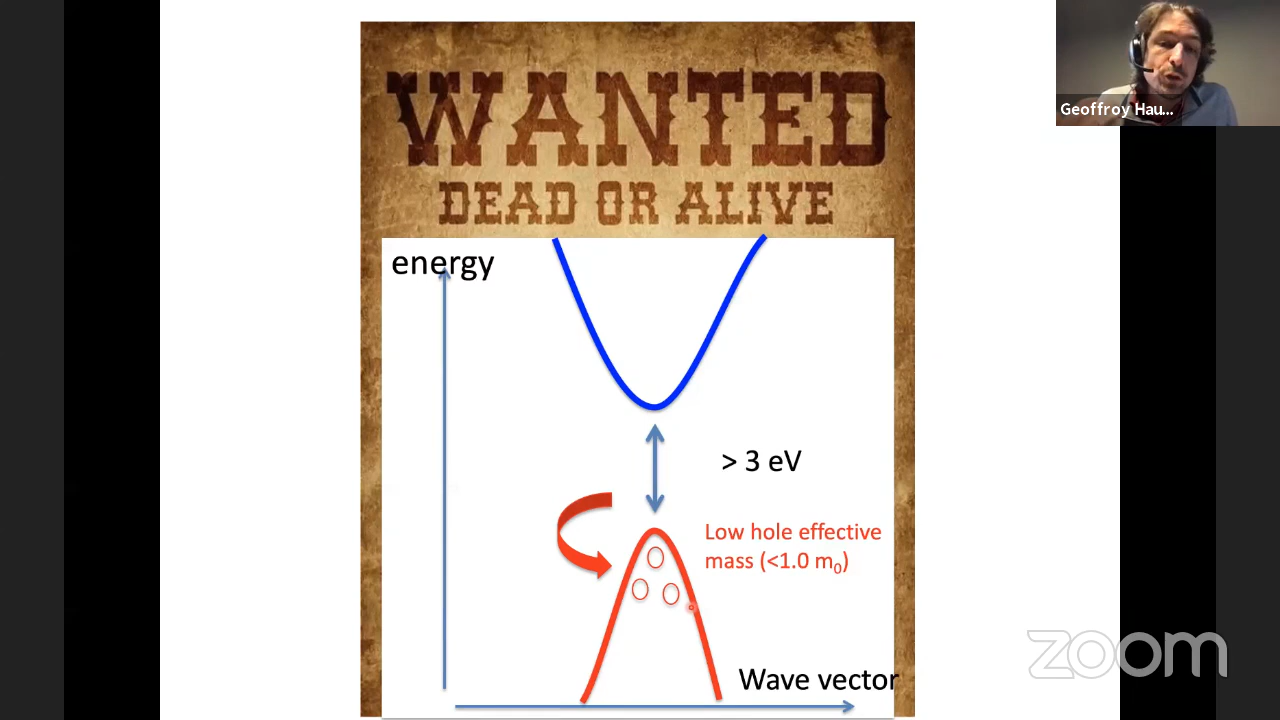 WANTED
DEAD OR ALIVE
energy
> 3 eV
Low hole effective
mass (<1.0 m₀)
Wave vector
Geoffroy Hau...
zoom